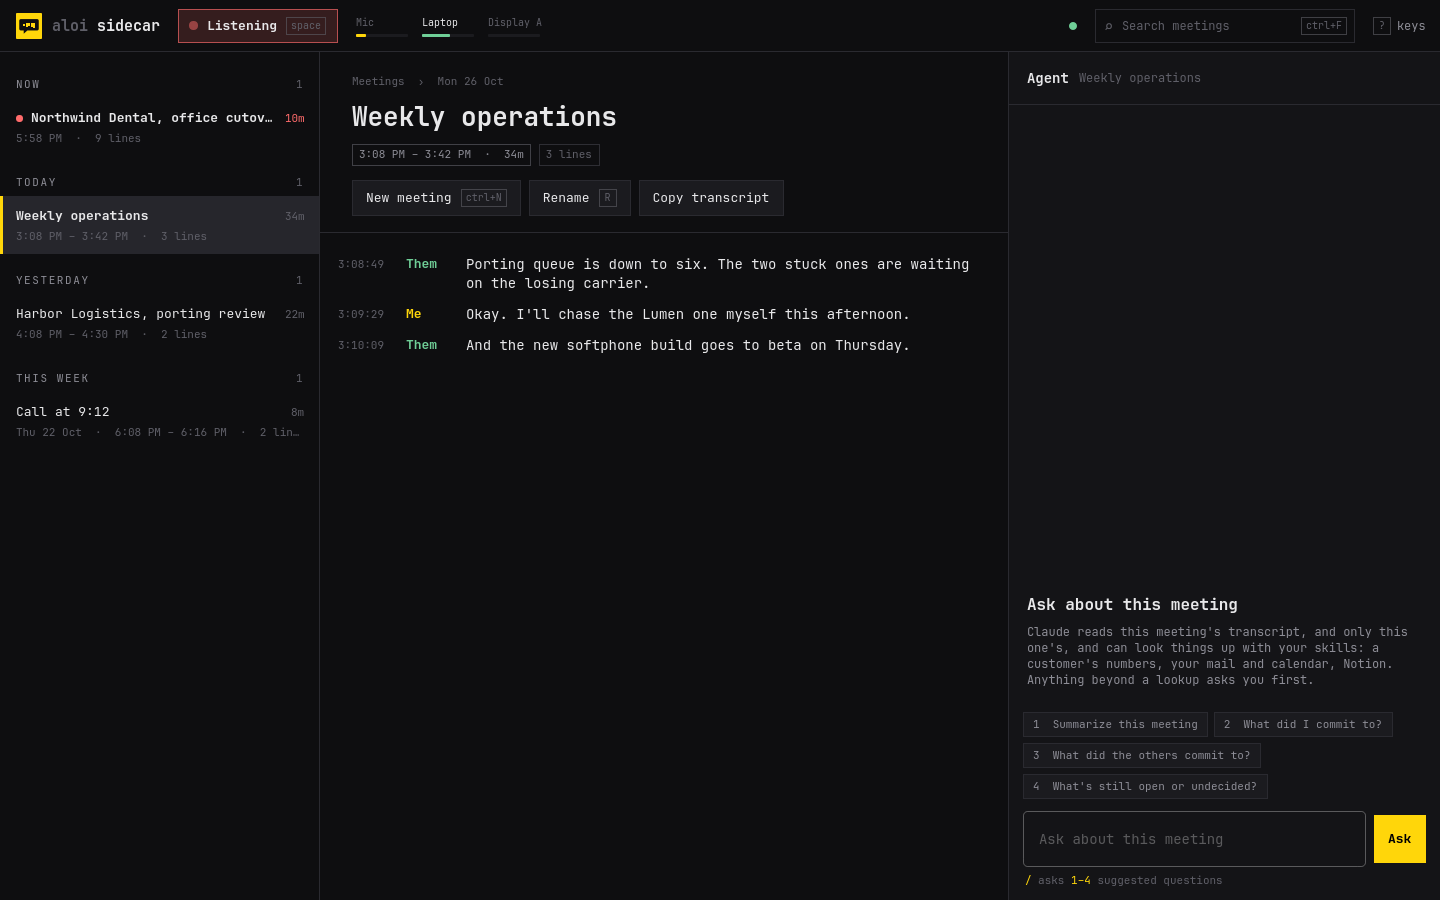 aloi sidecar
Listening space
Mic Laptop Display A
Search meetings ctrl+F
? keys
NOW 1
Northwind Dental, office cutov… 10m
5:58 PM · 9 lines
TODAY 1
Weekly operations 34m
3:08 PM – 3:42 PM · 3 lines
YESTERDAY 1
Harbor Logistics, porting review 22m
4:08 PM – 4:30 PM · 2 lines
THIS WEEK 1
Call at 9:12 8m
Thu 22 Oct · 6:08 PM – 6:16 PM · 2 lin…
Meetings › Mon 26 Oct
Weekly operations
3:08 PM – 3:42 PM · 34m 3 lines
New meeting ctrl+N Rename R Copy transcript
3:08:49 Them Porting queue is down to six. The two stuck ones are waiting
on the losing carrier.
3:09:29 Me Okay. I'll chase the Lumen one myself this afternoon.
3:10:09 Them And the new softphone build goes to beta on Thursday.
Agent Weekly operations
Ask about this meeting
Claude reads this meeting's transcript, and only this
one's, and can look things up with your skills: a
customer's numbers, your mail and calendar, Notion.
Anything beyond a lookup asks you first.
1 Summarize this meeting 2 What did I commit to?
3 What did the others commit to?
4 What's still open or undecided?
Ask about this meeting Ask
/ asks 1–4 suggested questions